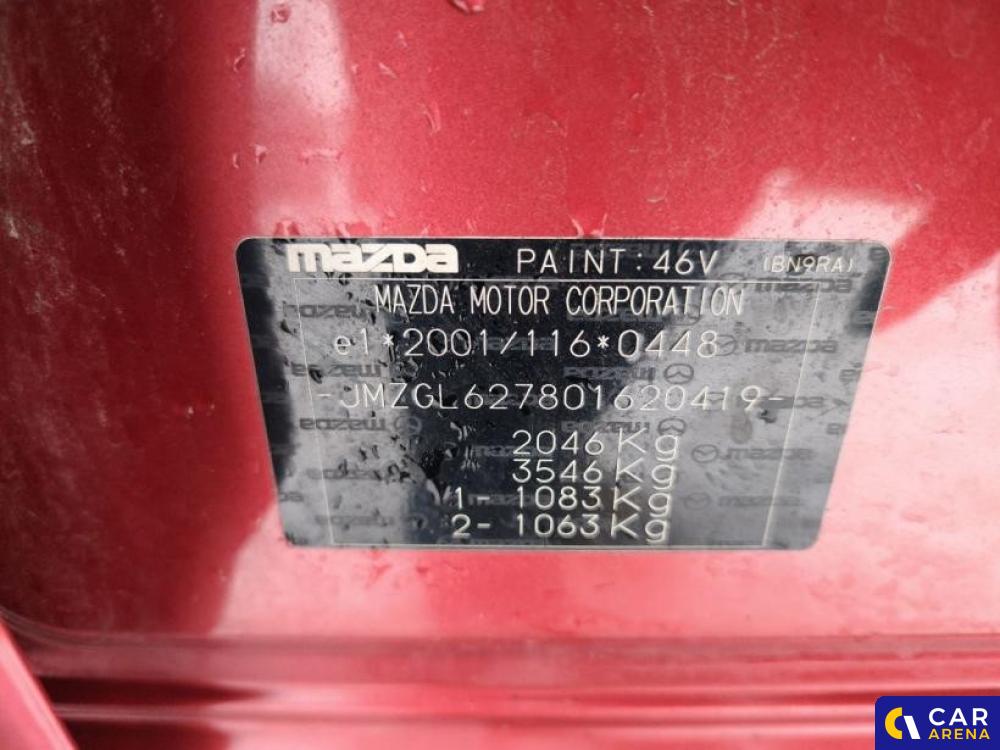 mazda PAINT: 46V (BN9RA)
MAZDA MOTOR CORPORATION
e1*2001/116*0448
-JMZGL627801620419-
2046Kg
3546Kg
1- 1083Kg
2- 1063Kg
CAR
ARENA